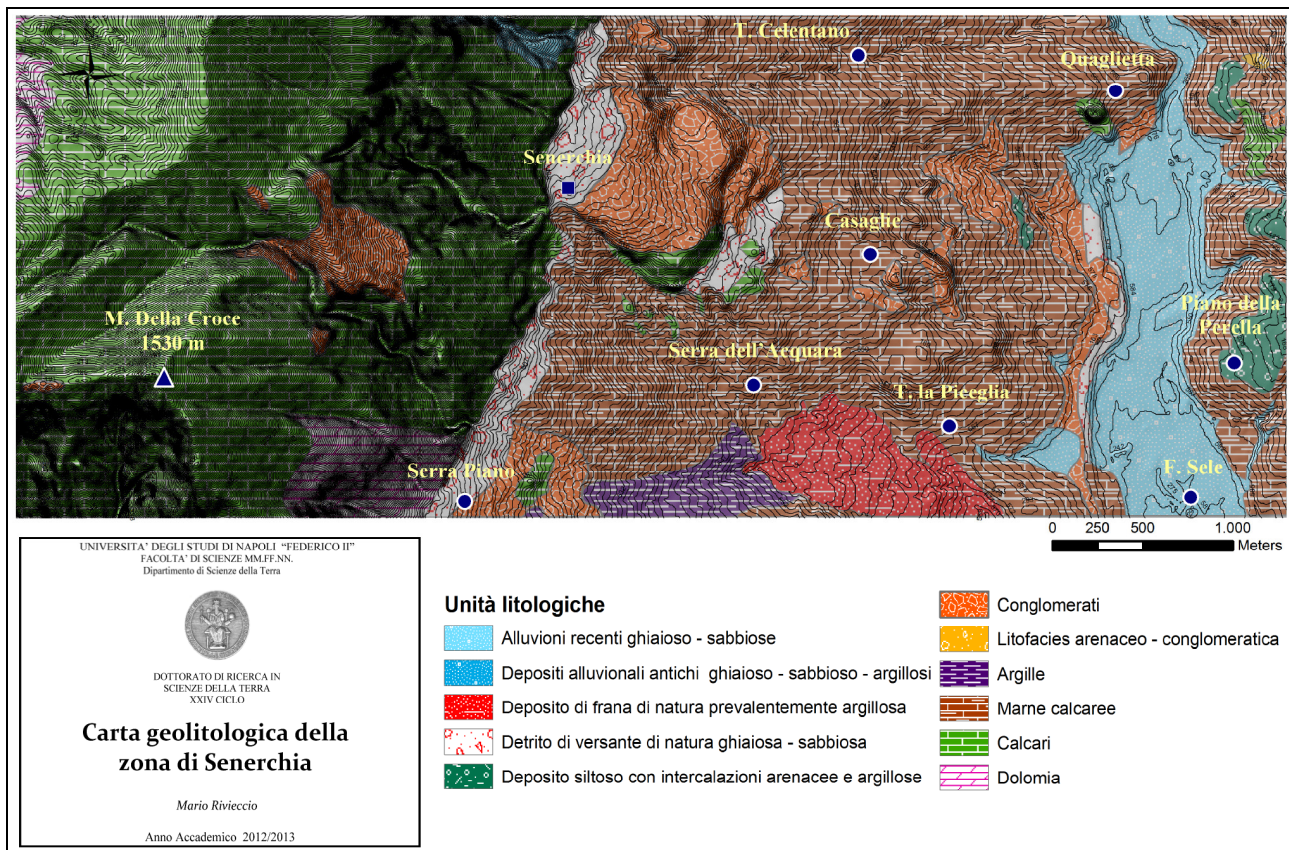 T. Celentano
Quaglietta
Senerchia
Casaglie
M. Della Croce
1530 m
Piano della
Perella
Serra dell'Acquara
T. la Piceglia
Serra Piano
F. Sele
0 250 500 1.000
Meters
UNIVERSITA' DEGLI STUDI DI NAPOLI "FEDERICO II"
FACOLTA' DI SCIENZE MM.FF.NN.
Dipartimento di Scienze della Terra
DOTTORATO DI RICERCA IN
SCIENZE DELLA TERRA
XXIV CICLO
Carta geolitologica della
zona di Senerchia
Mario Rivieccio
Anno Accademico 2012/2013
Unità litologiche
Alluvioni recenti ghiaioso - sabbiose
Depositi alluvionali antichi ghiaioso - sabbioso - argillosi
Deposito di frana di natura prevalentemente argillosa
Detrito di versante di natura ghiaiosa - sabbiosa
Deposito siltoso con intercalazioni arenacee e argillose
Conglomerati
Litofacies arenaceo - conglomeratica
Argille
Marne calcaree
Calcari
Dolomia